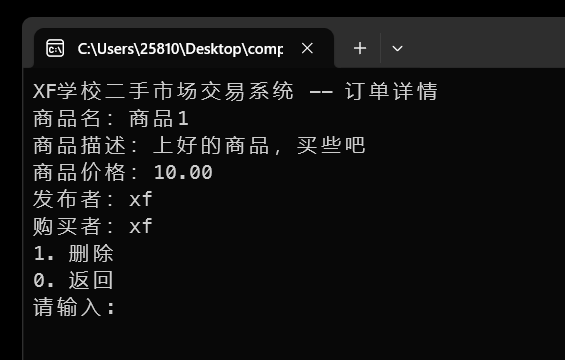 C:\Users\25810\Desktop\comp
XF学校二手市场交易系统 -- 订单详情
商品名: 商品1
商品描述: 上好的商品, 买些吧
商品价格: 10.00
发布者: xf
购买者: xf
1. 删除
0. 返回
请输入: